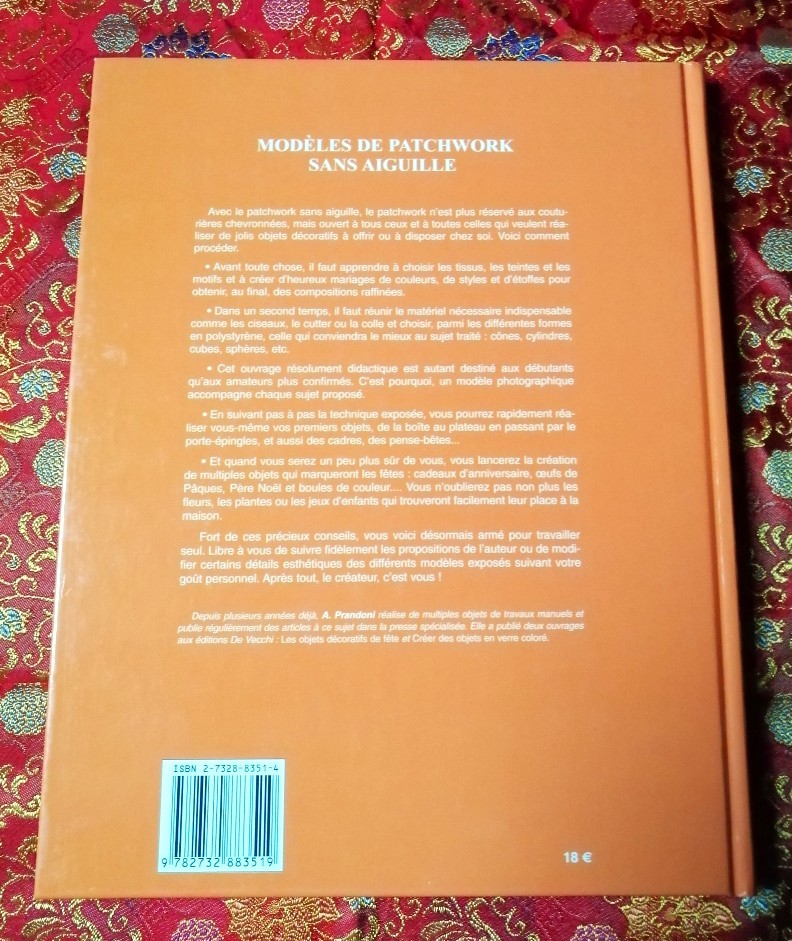 MODÈLES DE PATCHWORK
SANS AIGUILLE
Avec le patchwork sans aiguille, le patchwork n'est plus réservé aux coutu-
rières chevronnées, mais ouvert à tous ceux et à toutes celles qui veulent réa-
liser de jolis objets décoratifs à offrir ou à disposer chez soi. Voici comment
procéder.
• Avant toute chose, il faut apprendre à choisir les tissus, les teintes et les
motifs et à créer d'heureux mariages de couleurs, de styles et d'étoffes pour
obtenir, au final, des compositions raffinées.
• Dans un second temps, il faut réunir le matériel nécessaire indispensable
comme les ciseaux, le cutter ou la colle et choisir, parmi les différentes formes
en polystyrène, celle qui conviendra le mieux au sujet traité : cônes, cylindres,
cubes, sphères, etc.
• Cet ouvrage résolument didactique est autant destiné aux débutants
qu'aux amateurs plus confirmés. C'est pourquoi, un modèle photographique
accompagne chaque sujet proposé.
• En suivant pas à pas la technique exposée, vous pourrez rapidement réa-
liser vous-même vos premiers objets, de la boîte au plateau en passant par le
porte-épingles, et aussi des cadres, des pense-bêtes...
• Et quand vous serez un peu plus sûr de vous, vous lancerez la création
de multiples objets qui marqueront les fêtes : cadeaux d'anniversaire, œufs de
Pâques, Père Noël et boules de couleur.... Vous n'oublierez pas non plus les
fleurs, les plantes ou les jeux d'enfants qui trouveront facilement leur place à la
maison.
Fort de ces précieux conseils, vous voici désormais armé pour travailler
seul. Libre à vous de suivre fidèlement les propositions de l'auteur ou de modi-
fier certains détails esthétiques des différents modèles exposés suivant votre
goût personnel. Après tout, le créateur, c'est vous !
Depuis plusieurs années déjà, A. Prandoni réalise de multiples objets de travaux manuels et
publie régulièrement des articles à ce sujet dans la presse spécialisée. Elle a publié deux ouvrages
aux éditions De Vecchi : Les objets décoratifs de fête et Créer des objets en verre coloré.
ISBN 2-7328-8351-4
9 782732 883519
18 €